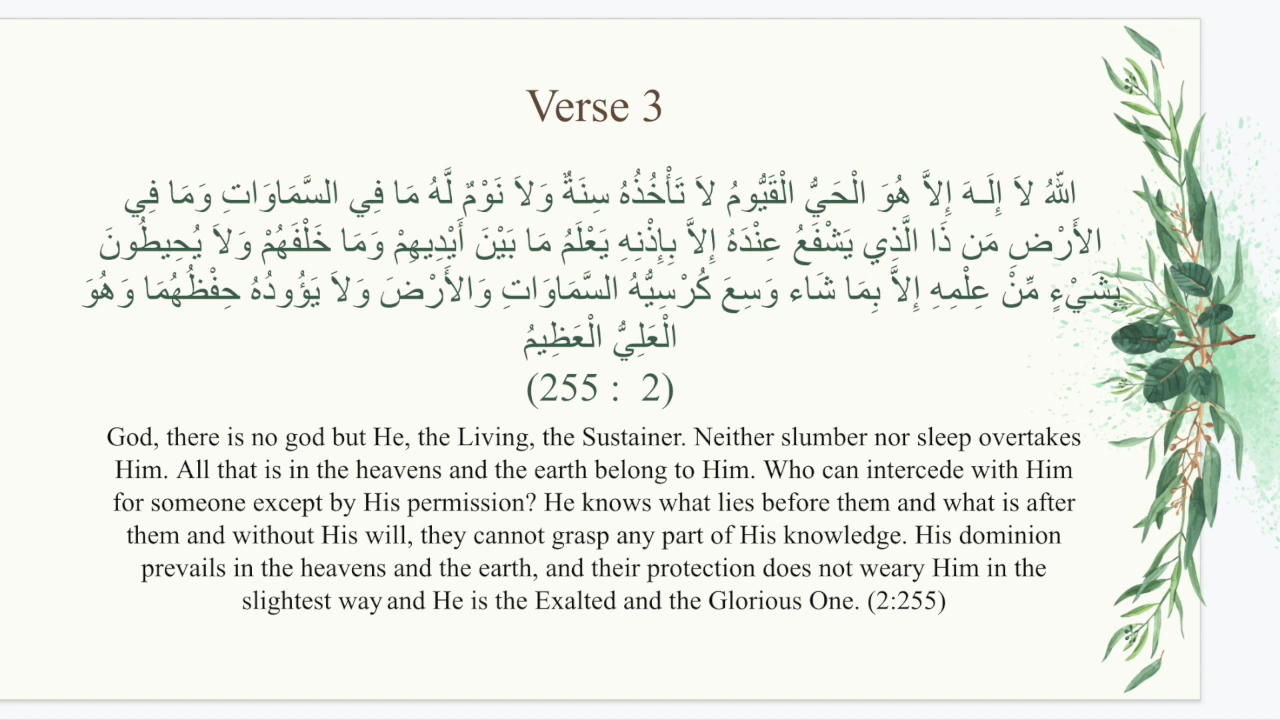 Verse 3
اللّهُ لاَ إِلَـهَ إِلاَّ هُوَ الْحَيُّ الْقَيُّومُ لاَ تَأْخُذُهُ سِنَةٌ وَلاَ نَوْمٌ لَّهُ مَا فِي السَّمَاوَاتِ وَمَا فِي
الأَرْضِ مَن ذَا الَّذِي يَشْفَعُ عِنْدَهُ إِلاَّ بِإِذْنِهِ يَعْلَمُ مَا بَيْنَ أَيْدِيهِمْ وَمَا خَلْفَهُمْ وَلاَ يُحِيطُونَ
بِشَيْءٍ مِّنْ عِلْمِهِ إِلاَّ بِمَا شَاء وَسِعَ كُرْسِيُّهُ السَّمَاوَاتِ وَالأَرْضَ وَلاَ يَؤُودُهُ حِفْظُهُمَا وَهُوَ
الْعَلِيُّ الْعَظِيمُ
(2 : 255)
God, there is no god but He, the Living, the Sustainer. Neither slumber nor sleep overtakes
Him. All that is in the heavens and the earth belong to Him. Who can intercede with Him
for someone except by His permission? He knows what lies before them and what is after
them and without His will, they cannot grasp any part of His knowledge. His dominion
prevails in the heavens and the earth, and their protection does not weary Him in the
slightest way and He is the Exalted and the Glorious One. (2:255)